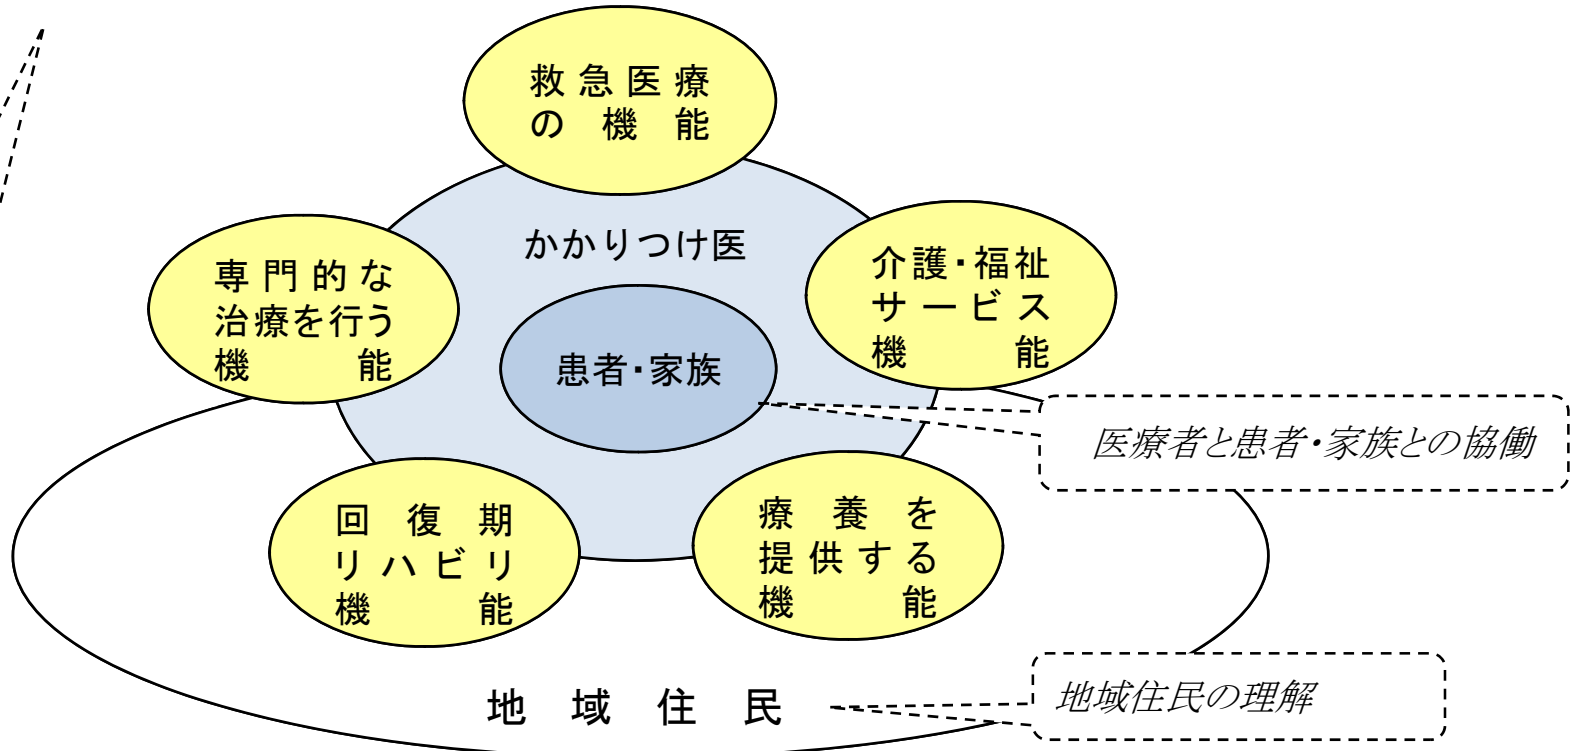 救急医療
の機能
かかりつけ医
専門的な
治療を行う
機能
介護・福祉
サービス
機能
患者・家族
医療者と患者・家族との協働
回復期
リハビリ
機能
療養を
提供する
機能
地域住民
地域住民の理解